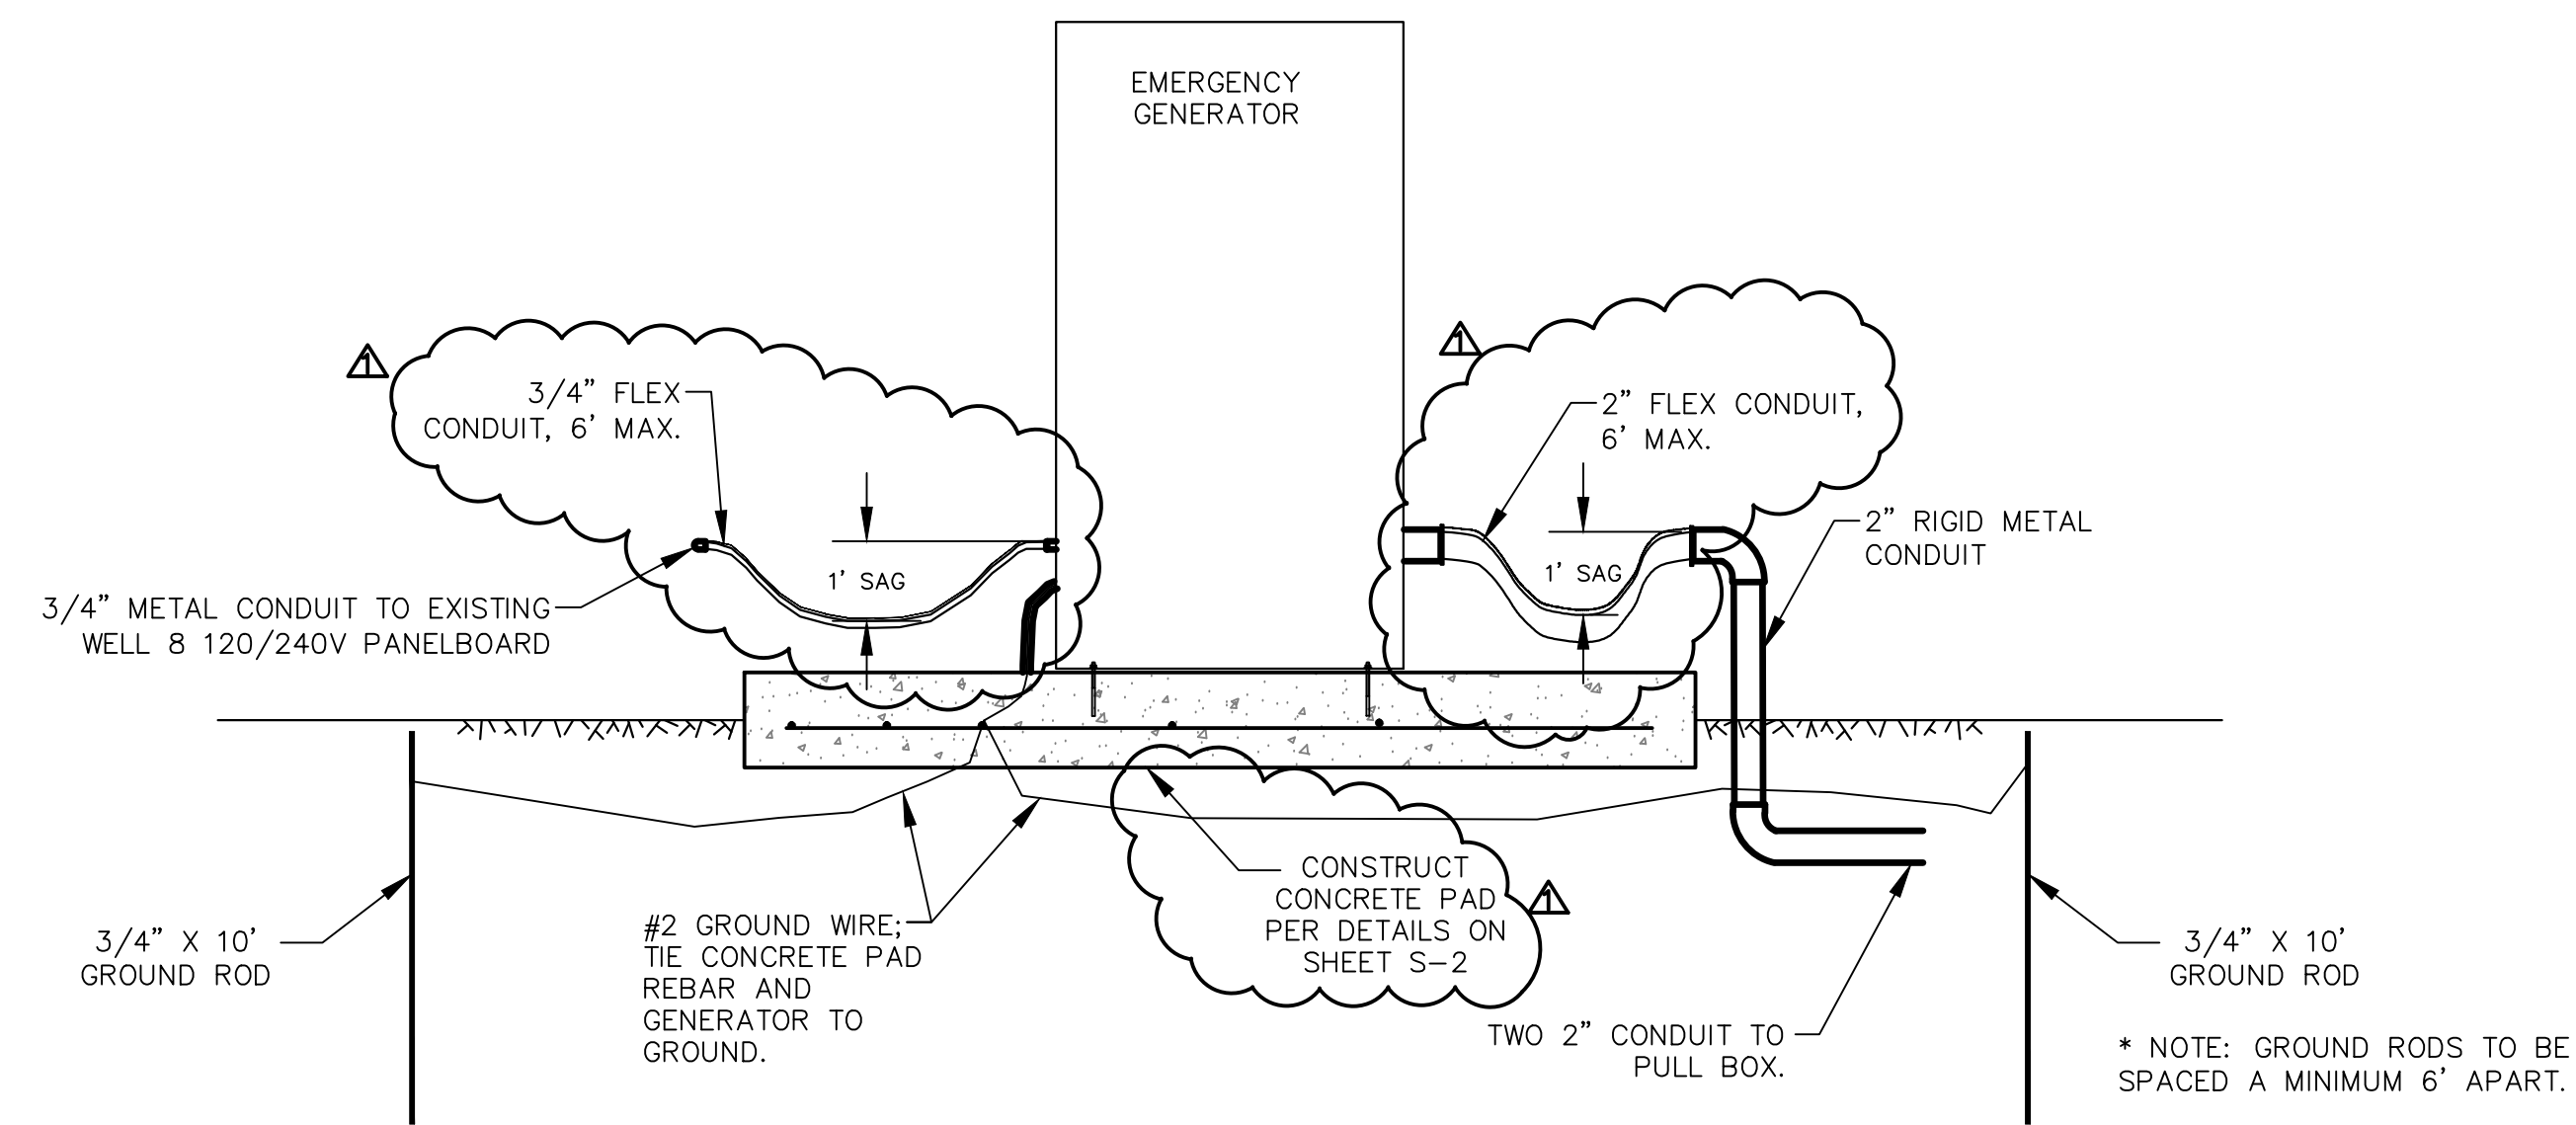 EMERGENCY
GENERATOR
1
3/4" FLEX
CONDUIT, 6' MAX.
1
2" FLEX CONDUIT,
6' MAX.
2" RIGID METAL
CONDUIT
1' SAG
1' SAG
3/4" METAL CONDUIT TO EXISTING
WELL 8 120/240V PANELBOARD
CONSTRUCT
CONCRETE PAD
PER DETAILS ON
SHEET S-2
1
3/4" X 10'
GROUND ROD
#2 GROUND WIRE;
TIE CONCRETE PAD
REBAR AND
GENERATOR TO
GROUND.
TWO 2" CONDUIT TO
PULL BOX.
3/4" X 10'
GROUND ROD
* NOTE: GROUND RODS TO BE
SPACED A MINIMUM 6' APART.